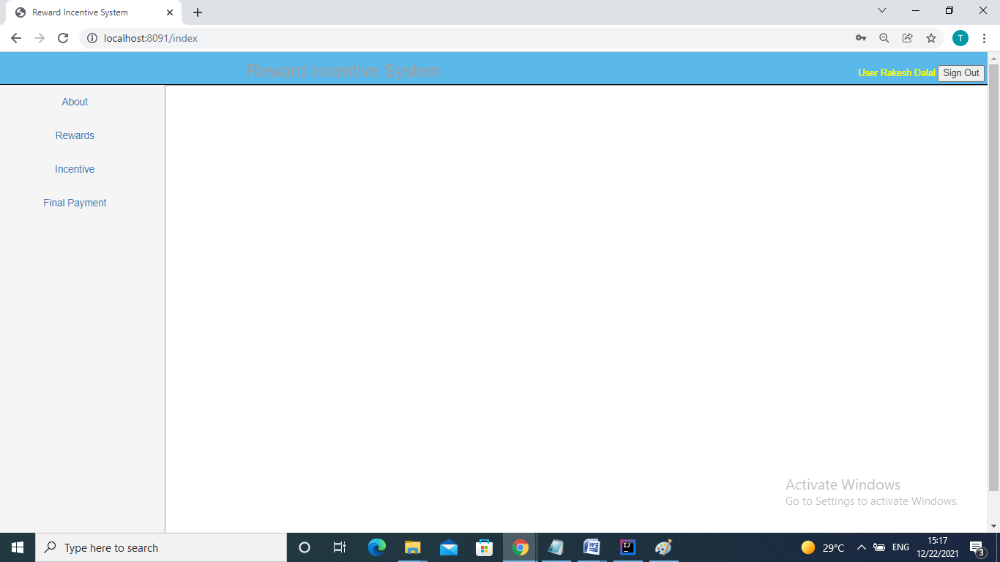 Reward Incentive System
localhost:8091/index
T
Reward Incentive System
User Rakesh Dalal Sign Out
About
Rewards
Incentive
Final Payment
Activate Windows
Go to Settings to activate Windows.
Type here to search
29°C
ENG
15:17
12/22/2021
3